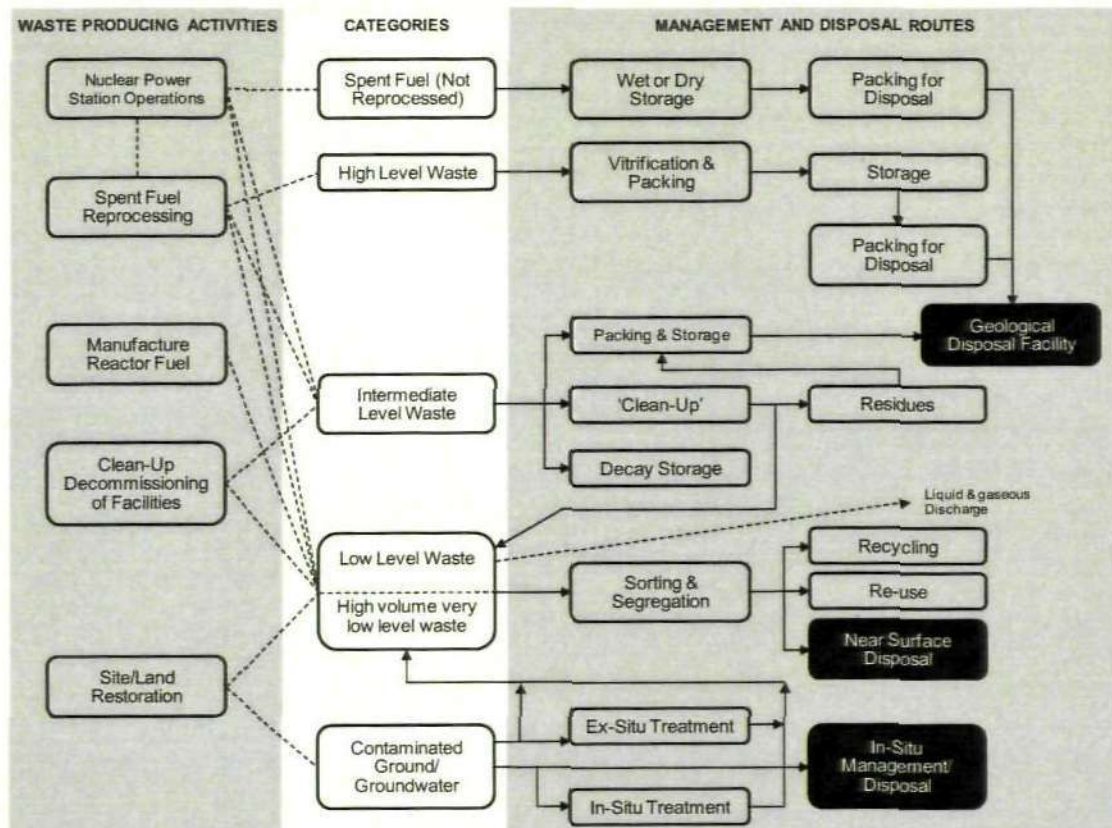 WASTE PRODUCING ACTIVITIES
CATEGORIES
MANAGEMENT AND DISPOSAL ROUTES
Nuclear Power
Station Operations
Spent Fuel (Not
Reprocessed)
Wet or Dry
Storage
Packing for
Disposal
Spent Fuel
Reprocessing
High Level Waste
Vitrification &
Packing
Storage
Packing for
Disposal
Manufacture
Reactor Fuel
Packing & Storage
Geological
Disposal Facility
Intermediate
Level Waste
'Clean-Up'
Residues
Clean-Up
Decommissioning
of Facilities
Decay Storage
Liquid & gaseous
Discharge
Low Level Waste
High volume very
low level waste
Sorting &
Segregation
Recycling
Re-use
Near Surface
Disposal
Site/Land
Restoration
Contaminated
Ground/
Groundwater
Ex-Situ Treatment
In-Situ Treatment
In-Situ
Management/
Disposal